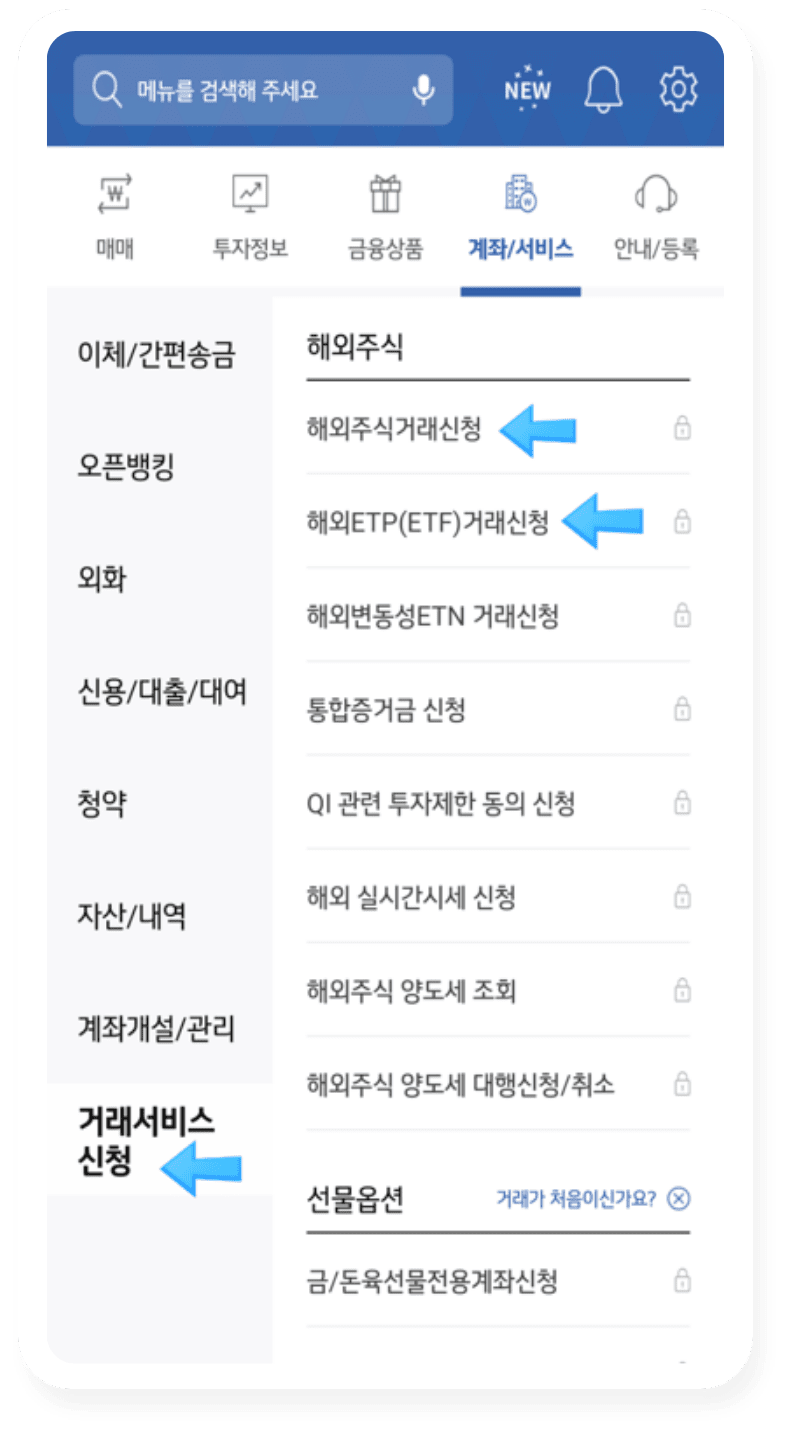 메뉴를 검색해 주세요
NEW
매매
투자정보
금융상품
계좌/서비스
안내/등록
이체/간편송금
오픈뱅킹
외화
신용/대출/대여
청약
자산/내역
계좌개설/관리
거래서비스
신청
해외주식
해외주식거래신청
해외ETP(ETF)거래신청
해외변동성ETN 거래신청
통합증거금 신청
QI 관련 투자제한 동의 신청
해외 실시간시세 신청
해외주식 양도세 조회
해외주식 양도세 대행신청/취소
선물옵션
거래가 처음이신가요?
금/돈육선물전용계좌신청